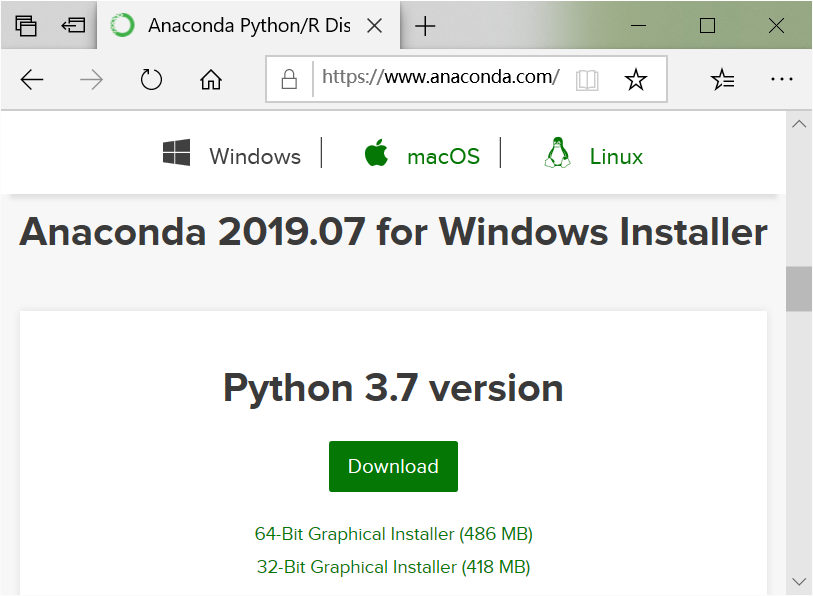 Anaconda Python/R Dis
https://www.anaconda.com/
Windows
macOS
Linux
Anaconda 2019.07 for Windows Installer
Python 3.7 version
Download
64-Bit Graphical Installer (486 MB)
32-Bit Graphical Installer (418 MB)